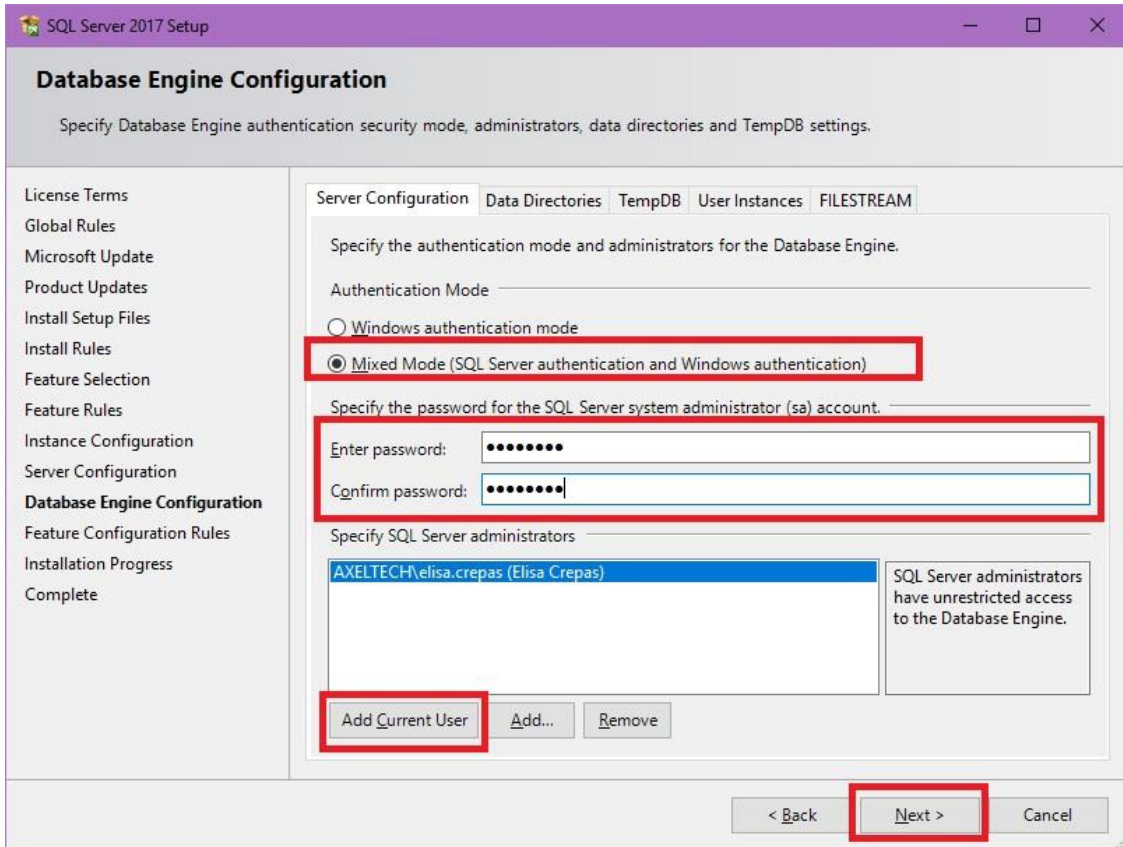 SQL Server 2017 Setup
Database Engine Configuration
Specify Database Engine authentication security mode, administrators, data directories and TempDB settings.
License Terms
Global Rules
Microsoft Update
Product Updates
Install Setup Files
Install Rules
Feature Selection
Feature Rules
Instance Configuration
Server Configuration
Database Engine Configuration
Feature Configuration Rules
Installation Progress
Complete
Server Configuration Data Directories TempDB User Instances FILESTREAM
Specify the authentication mode and administrators for the Database Engine.
Authentication Mode
Windows authentication mode
Mixed Mode (SQL Server authentication and Windows authentication)
Specify the password for the SQL Server system administrator (sa) account.
Enter password: ●●●●●●●●
Confirm password: ●●●●●●●●
Specify SQL Server administrators
AXELTECH\elisa.crepas (Elisa Crepas)
SQL Server administrators
have unrestricted access
to the Database Engine.
Add Current User Add... Remove
< Back Next > Cancel